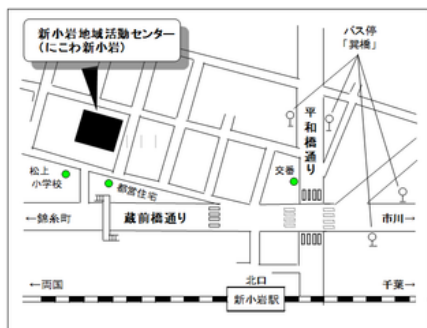 新小岩地域活動センター
(にこわ新小岩)
バス停
「巽橋」
平和橋通り
松上
小学校
都営住宅
交番
←錦糸町
蔵前橋通り
市川→
←両国
北口
千葉→
新小岩駅